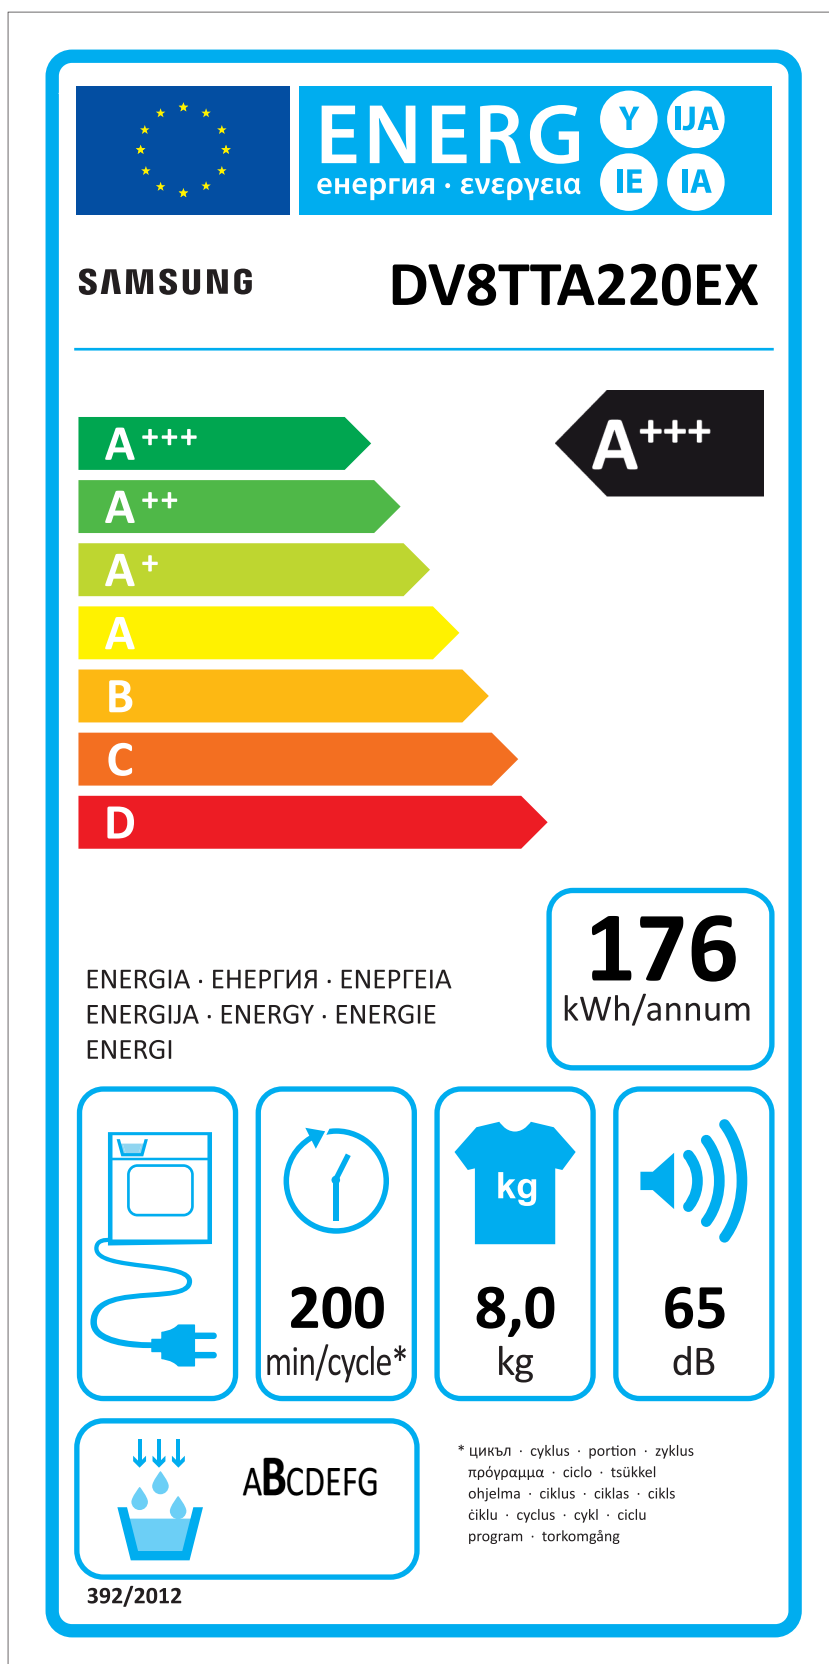 ENERG Y IJA
енергия · ενεργεια IE IA
SAMSUNG DV8TTA220EX
A+++ A+++
A++
A+
A
B
C
D
176
kWh/annum
ENERGIA · ЕНЕРГИЯ · ΕΝΕΡΓΕΙΑ
ENERGIJA · ENERGY · ENERGIE
ENERGI
kg
200
min/cycle*
8,0
kg
65
dB
ABCDEFG
* цикъл · cyklus · portion · zyklus
πρόγραμμα · ciclo · tsükkel
ohjelma · ciklus · ciklas · cikls
ċiklu · cyclus · cykl · ciclu
program · torkomgång
392/2012